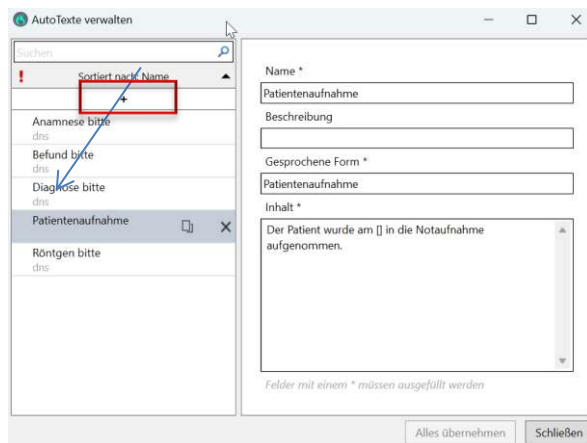 AutoTexte verwalten
Suchen
! Sortiert nach: Name
+
Anamnese bitte
dns
Befund bitte
dns
Diagnose bitte
dns
Patientenaufnahme
Röntgen bitte
dns
Name *
Patientenaufnahme
Beschreibung
Gesprochene Form *
Patientenaufnahme
Inhalt *
Der Patient wurde am [] in die Notaufnahme
aufgenommen.
Felder mit einem * müssen ausgefüllt werden
Alles übernehmen
Schließen